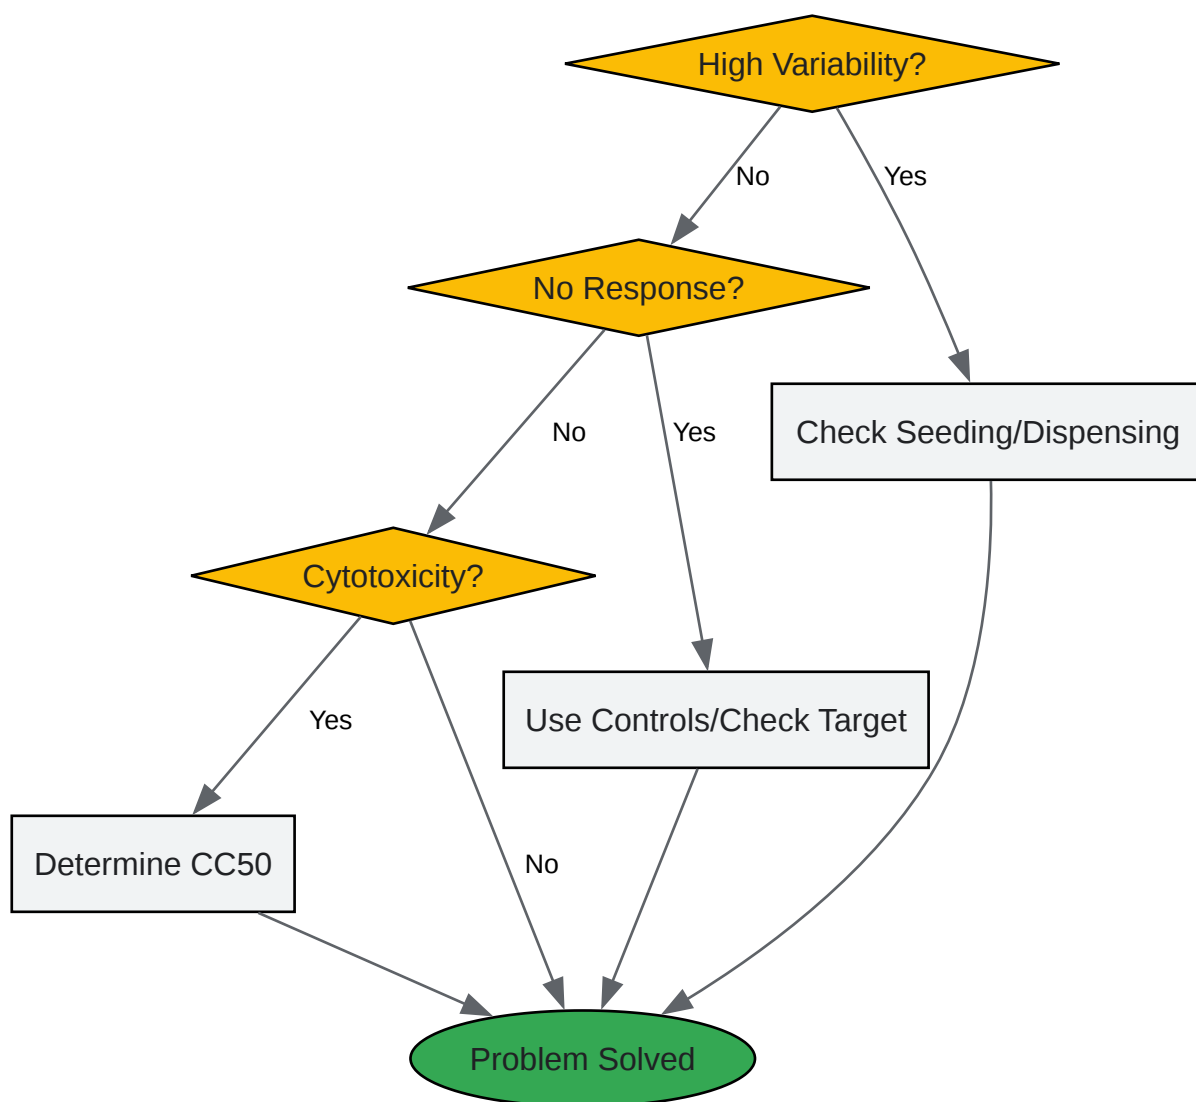 High Variability?
No
Yes
No Response?
No
Yes
Check Seeding/Dispensing
Cytotoxicity?
Yes
Use Controls/Check Target
Determine CC50
No
Problem Solved